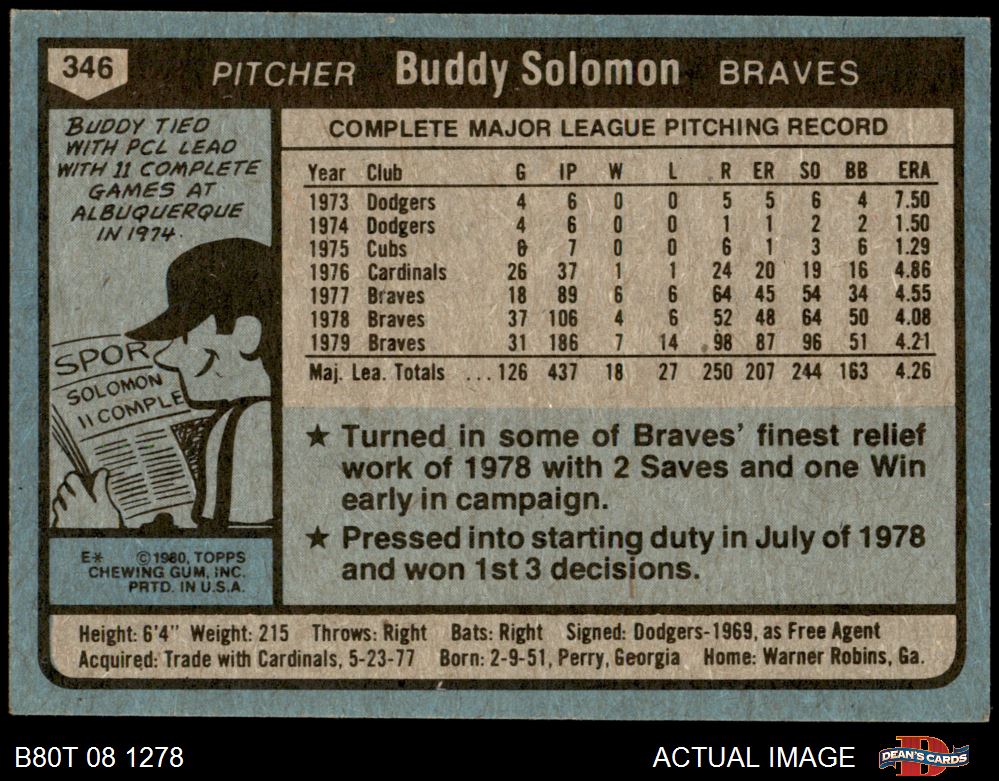 346 PITCHER Buddy Solomon BRAVES
BUDDY TIED
WITH PCL LEAD
WITH 11 COMPLETE
GAMES AT
ALBUQUERQUE
IN 1974.
SPOR
SOLOMON
11 COMPLE
E* ©1980, TOPPS
CHEWING GUM, INC.
PRTD. IN U.S.A.
COMPLETE MAJOR LEAGUE PITCHING RECORD
Year Club G IP W L R ER SO BB ERA
1973 Dodgers 4 6 0 0 5 5 6 4 7.50
1974 Dodgers 4 6 0 0 1 1 2 2 1.50
1975 Cubs 6 7 0 0 6 1 3 6 1.29
1976 Cardinals 26 37 1 1 24 20 19 16 4.86
1977 Braves 18 89 6 6 64 45 54 34 4.55
1978 Braves 37 106 4 6 52 48 64 50 4.08
1979 Braves 31 186 7 14 98 87 96 51 4.21
Maj. Lea. Totals ... 126 437 18 27 250 207 244 163 4.26
★ Turned in some of Braves' finest relief
work of 1978 with 2 Saves and one Win
early in campaign.
★ Pressed into starting duty in July of 1978
and won 1st 3 decisions.
Height: 6'4" Weight: 215 Throws: Right Bats: Right Signed: Dodgers-1969, as Free Agent
Acquired: Trade with Cardinals, 5-23-77 Born: 2-9-51, Perry, Georgia Home: Warner Robins, Ga.
B80T 08 1278 ACTUAL IMAGE DEAN'S CARDS